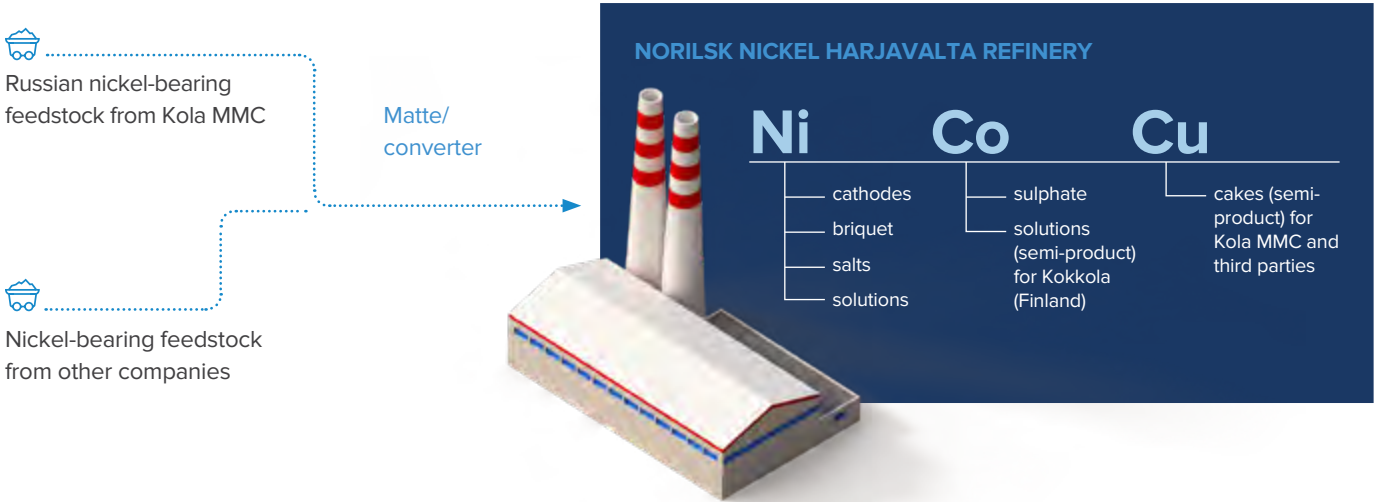 Russian nickel-bearing
feedstock from Kola MMC
Nickel-bearing feedstock
from other companies
Matte/
converter
NORILSK NICKEL HARJAVALTA REFINERY
Ni
cathodes
briquet
salts
solutions
Co
sulphate
solutions
(semi-product)
for Kokkola
(Finland)
Cu
cakes (semi-
product) for
Kola MMC and
third parties